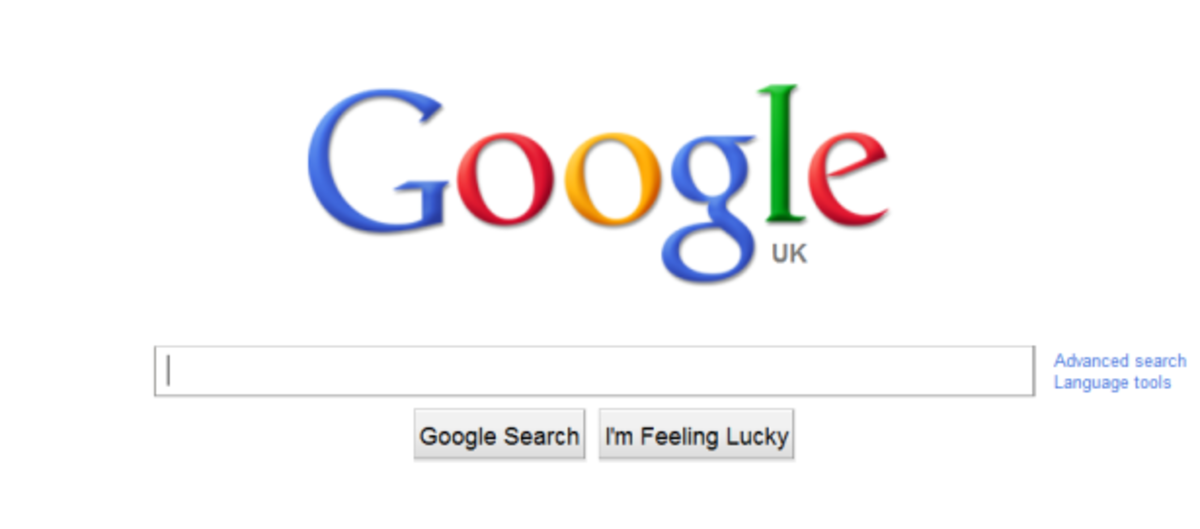 Google
UK
Advanced search
Language tools
Google Search
I'm Feeling Lucky